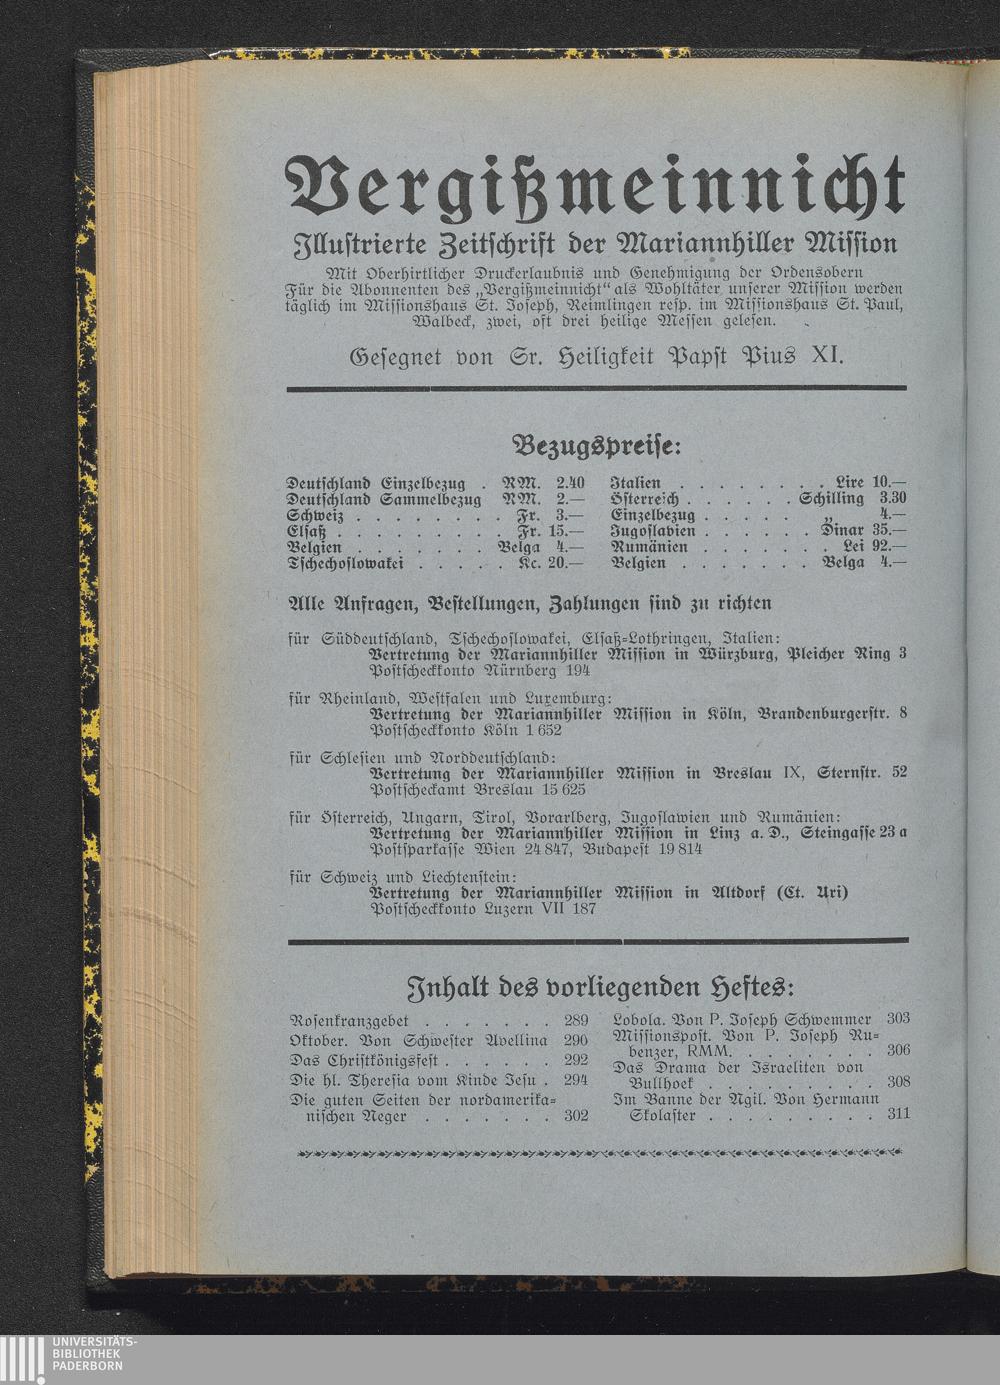 Vergißmeinnicht
Illustrierte Zeitschrift der Mariannhiller Mission
Mit Oberhirtlicher Druckerlaubnis und Genehmigung der Ordensobern
Für die Abonnenten des „Vergißmeinnicht“ als Wohltäter unserer Mission werden
täglich im Missionshaus St. Joseph, Reimlingen resp. im Missionshaus St. Paul,
Walbeck, zwei, oft drei heilige Messen gelesen.
Gesegnet von Sr. Heiligkeit Papst Pius XI.
Bezugspreise:
Deutschland Einzelbezug . RM. 2.40
Deutschland Sammelbezug RM. 2.—
Schweiz . . . . . . . . . Fr. 3.—
Elsaß . . . . . . . . . . Fr. 15.—
Belgien . . . . . . . . Belga 4.—
Tschechoslowakei . . . . . Kc. 20.—
Italien . . . . . . . . . Lire 10.—
Österreich . . . . . . Schilling 3.30
Einzelbezug . . . . . „ 4.—
Jugoslavien . . . . . . Dinar 35.—
Rumänien . . . . . . . Lei 92.—
Belgien . . . . . . . Belga 4.—
Alle Anfragen, Bestellungen, Zahlungen sind zu richten
für Süddeutschland, Tschechoslowakei, Elsaß-Lothringen, Italien:
Vertretung der Mariannhiller Mission in Würzburg, Pleicher Ring 3
Postscheckkonto Nürnberg 194
für Rheinland, Westfalen und Luxemburg:
Vertretung der Mariannhiller Mission in Köln, Brandenburgerstr. 8
Postscheckkonto Köln 1 652
für Schlesien und Norddeutschland:
Vertretung der Mariannhiller Mission in Breslau IX, Sternstr. 52
Postscheckamt Breslau 15 625
für Österreich, Ungarn, Tirol, Vorarlberg, Jugoslawien und Rumänien:
Vertretung der Mariannhiller Mission in Linz a. D., Steingasse 23 a
Postsparkasse Wien 24 847, Budapest 19 814
für Schweiz und Liechtenstein:
Vertretung der Mariannhiller Mission in Altdorf (Ct. Uri)
Postscheckkonto Luzern VII 187
Inhalt des vorliegenden Heftes:
Rosenkranzgebet . . . . . . . 289
Oktober. Von Schwester Avellina 290
Das Christkönigsfest . . . . . . 292
Die hl. Theresia vom Kinde Jesu . 294
Die guten Seiten der nordamerika-
nischen Neger . . . . . . . 302
Lobola. Von P. Joseph Schwemmer 303
Missionspost. Von P. Joseph Ru-
benzer, RMM. . . . . . . . 306
Das Drama der Israeliten von
Bullhoek . . . . . . . . . 308
Im Banne der Ngil. Von Hermann
Skolaster . . . . . . . . . 311
UNIVERSITÄTS-
BIBLIOTHEK
PADERBORN